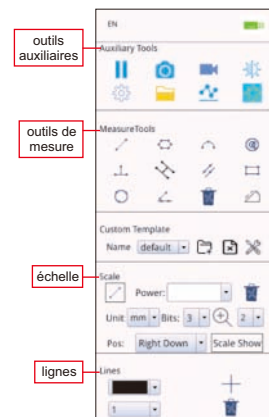 EN
outils auxiliaires
Auxiliary Tools
outils de mesure
MeasureTools
Custom Template
Name default
échelle
Scale
Power:
Unit mm Bits: 3 2
Pos: Right Down Scale Show
lignes
Lines
1